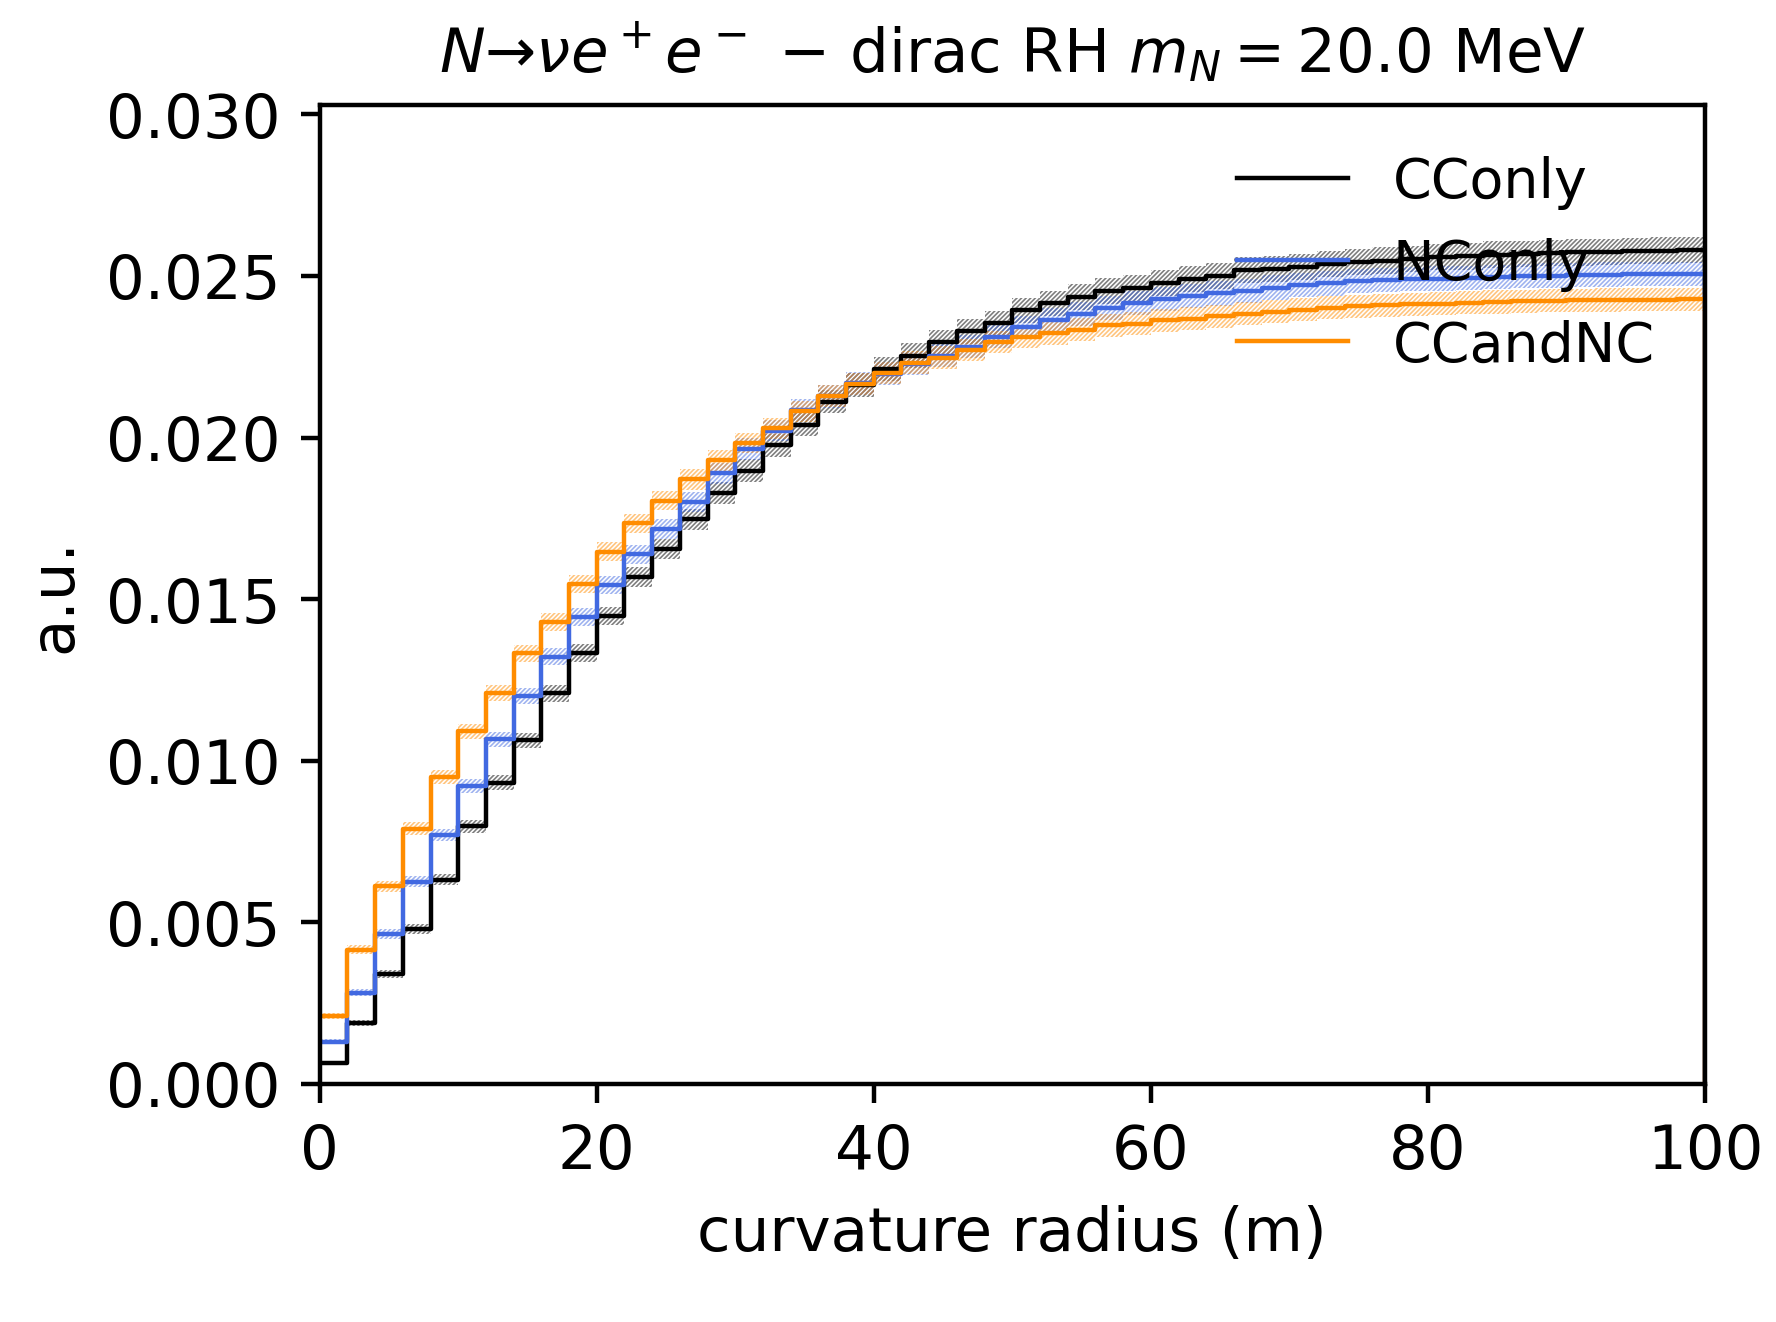 N→νe⁺e⁻ − dirac RH m_N = 20.0 MeV
0.030
0.025
0.020
0.015
0.010
0.005
0.000
a.u.
CConly
NConly
CCandNC
0 20 40 60 80 100
curvature radius (m)